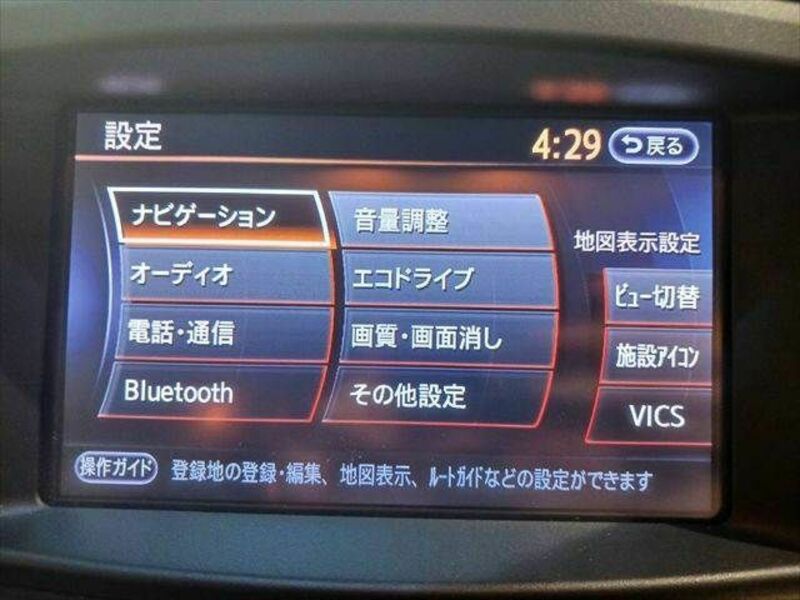 設定
4:29
戻る
ナビゲーション
音量調整
地図表示設定
オーディオ
エコドライブ
ビュー切替
電話・通信
画質・画面消し
施設アイコン
Bluetooth
その他設定
VICS
操作ガイド
登録地の登録・編集、地図表示、ルートガイドなどの設定ができます